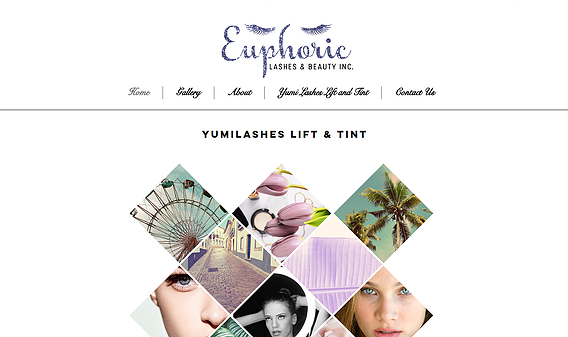 Euphoric
LASHES & BEAUTY INC.
Home
Gallery
About
Yumi Lashes Lift and Tint
Contact Us
YUMILASHES LIFT & TINT